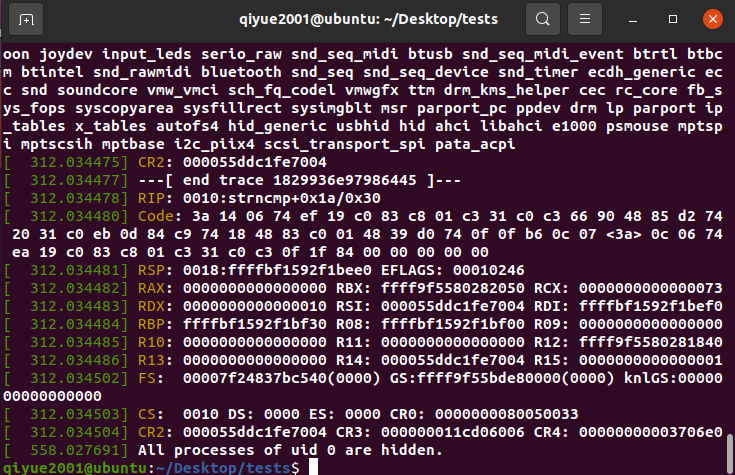 qiyue2001@ubuntu: ~/Desktop/tests
oon joydev input_leds serio_raw snd_seq_midi btusb snd_seq_midi_event btrtl btbc
m btintel snd_rawmidi bluetooth snd_seq snd_seq_device snd_timer ecdh_generic ec
c snd soundcore vmw_vmci sch_fq_codel vmwgfx ttm drm_kms_helper cec rc_core fb_s
ys_fops syscopyarea sysfillrect sysimgblt msr parport_pc ppdev drm lp parport ip
_tables x_tables autofs4 hid_generic usbhid hid ahci libahci e1000 psmouse mptsp
i mptscsih mptbase i2c_piix4 scsi_transport_spi pata_acpi
[  312.034475] CR2: 000055ddc1fe7004
[  312.034477] ---[ end trace 1829936e97986445 ]---
[  312.034478] RIP: 0010:strncmp+0x1a/0x30
[  312.034480] Code: 3a 14 06 74 ef 19 c0 83 c8 01 c3 31 c0 c3 66 90 48 85 d2 74
 20 31 c0 eb 0d 84 c9 74 18 48 83 c0 01 48 39 d0 74 0f 0f b6 0c 07 <3a> 0c 06 74
ea 19 c0 83 c8 01 c3 31 c0 c3 0f 1f 84 00 00 00 00 00
[  312.034481] RSP: 0018:ffffbf1592f1bee0 EFLAGS: 00010246
[  312.034482] RAX: 0000000000000000 RBX: ffff9f5580282050 RCX: 0000000000000073
[  312.034483] RDX: 0000000000000010 RSI: 000055ddc1fe7004 RDI: ffffbf1592f1bef0
[  312.034484] RBP: ffffbf1592f1bf30 R08: ffffbf1592f1bf00 R09: 0000000000000000
[  312.034485] R10: 0000000000000000 R11: 0000000000000000 R12: ffff9f5580281840
[  312.034486] R13: 0000000000000000 R14: 000055ddc1fe7004 R15: 0000000000000001
[  312.034502] FS:  00007f24837bc540(0000) GS:ffff9f55bde80000(0000) knlGS:00000
00000000000
[  312.034503] CS:  0010 DS: 0000 ES: 0000 CR0: 0000000080050033
[  312.034504] CR2: 000055ddc1fe7004 CR3: 000000011cd06006 CR4: 00000000003706e0
[  558.027691] All processes of uid 0 are hidden.
qiyue2001@ubuntu:~/Desktop/tests$